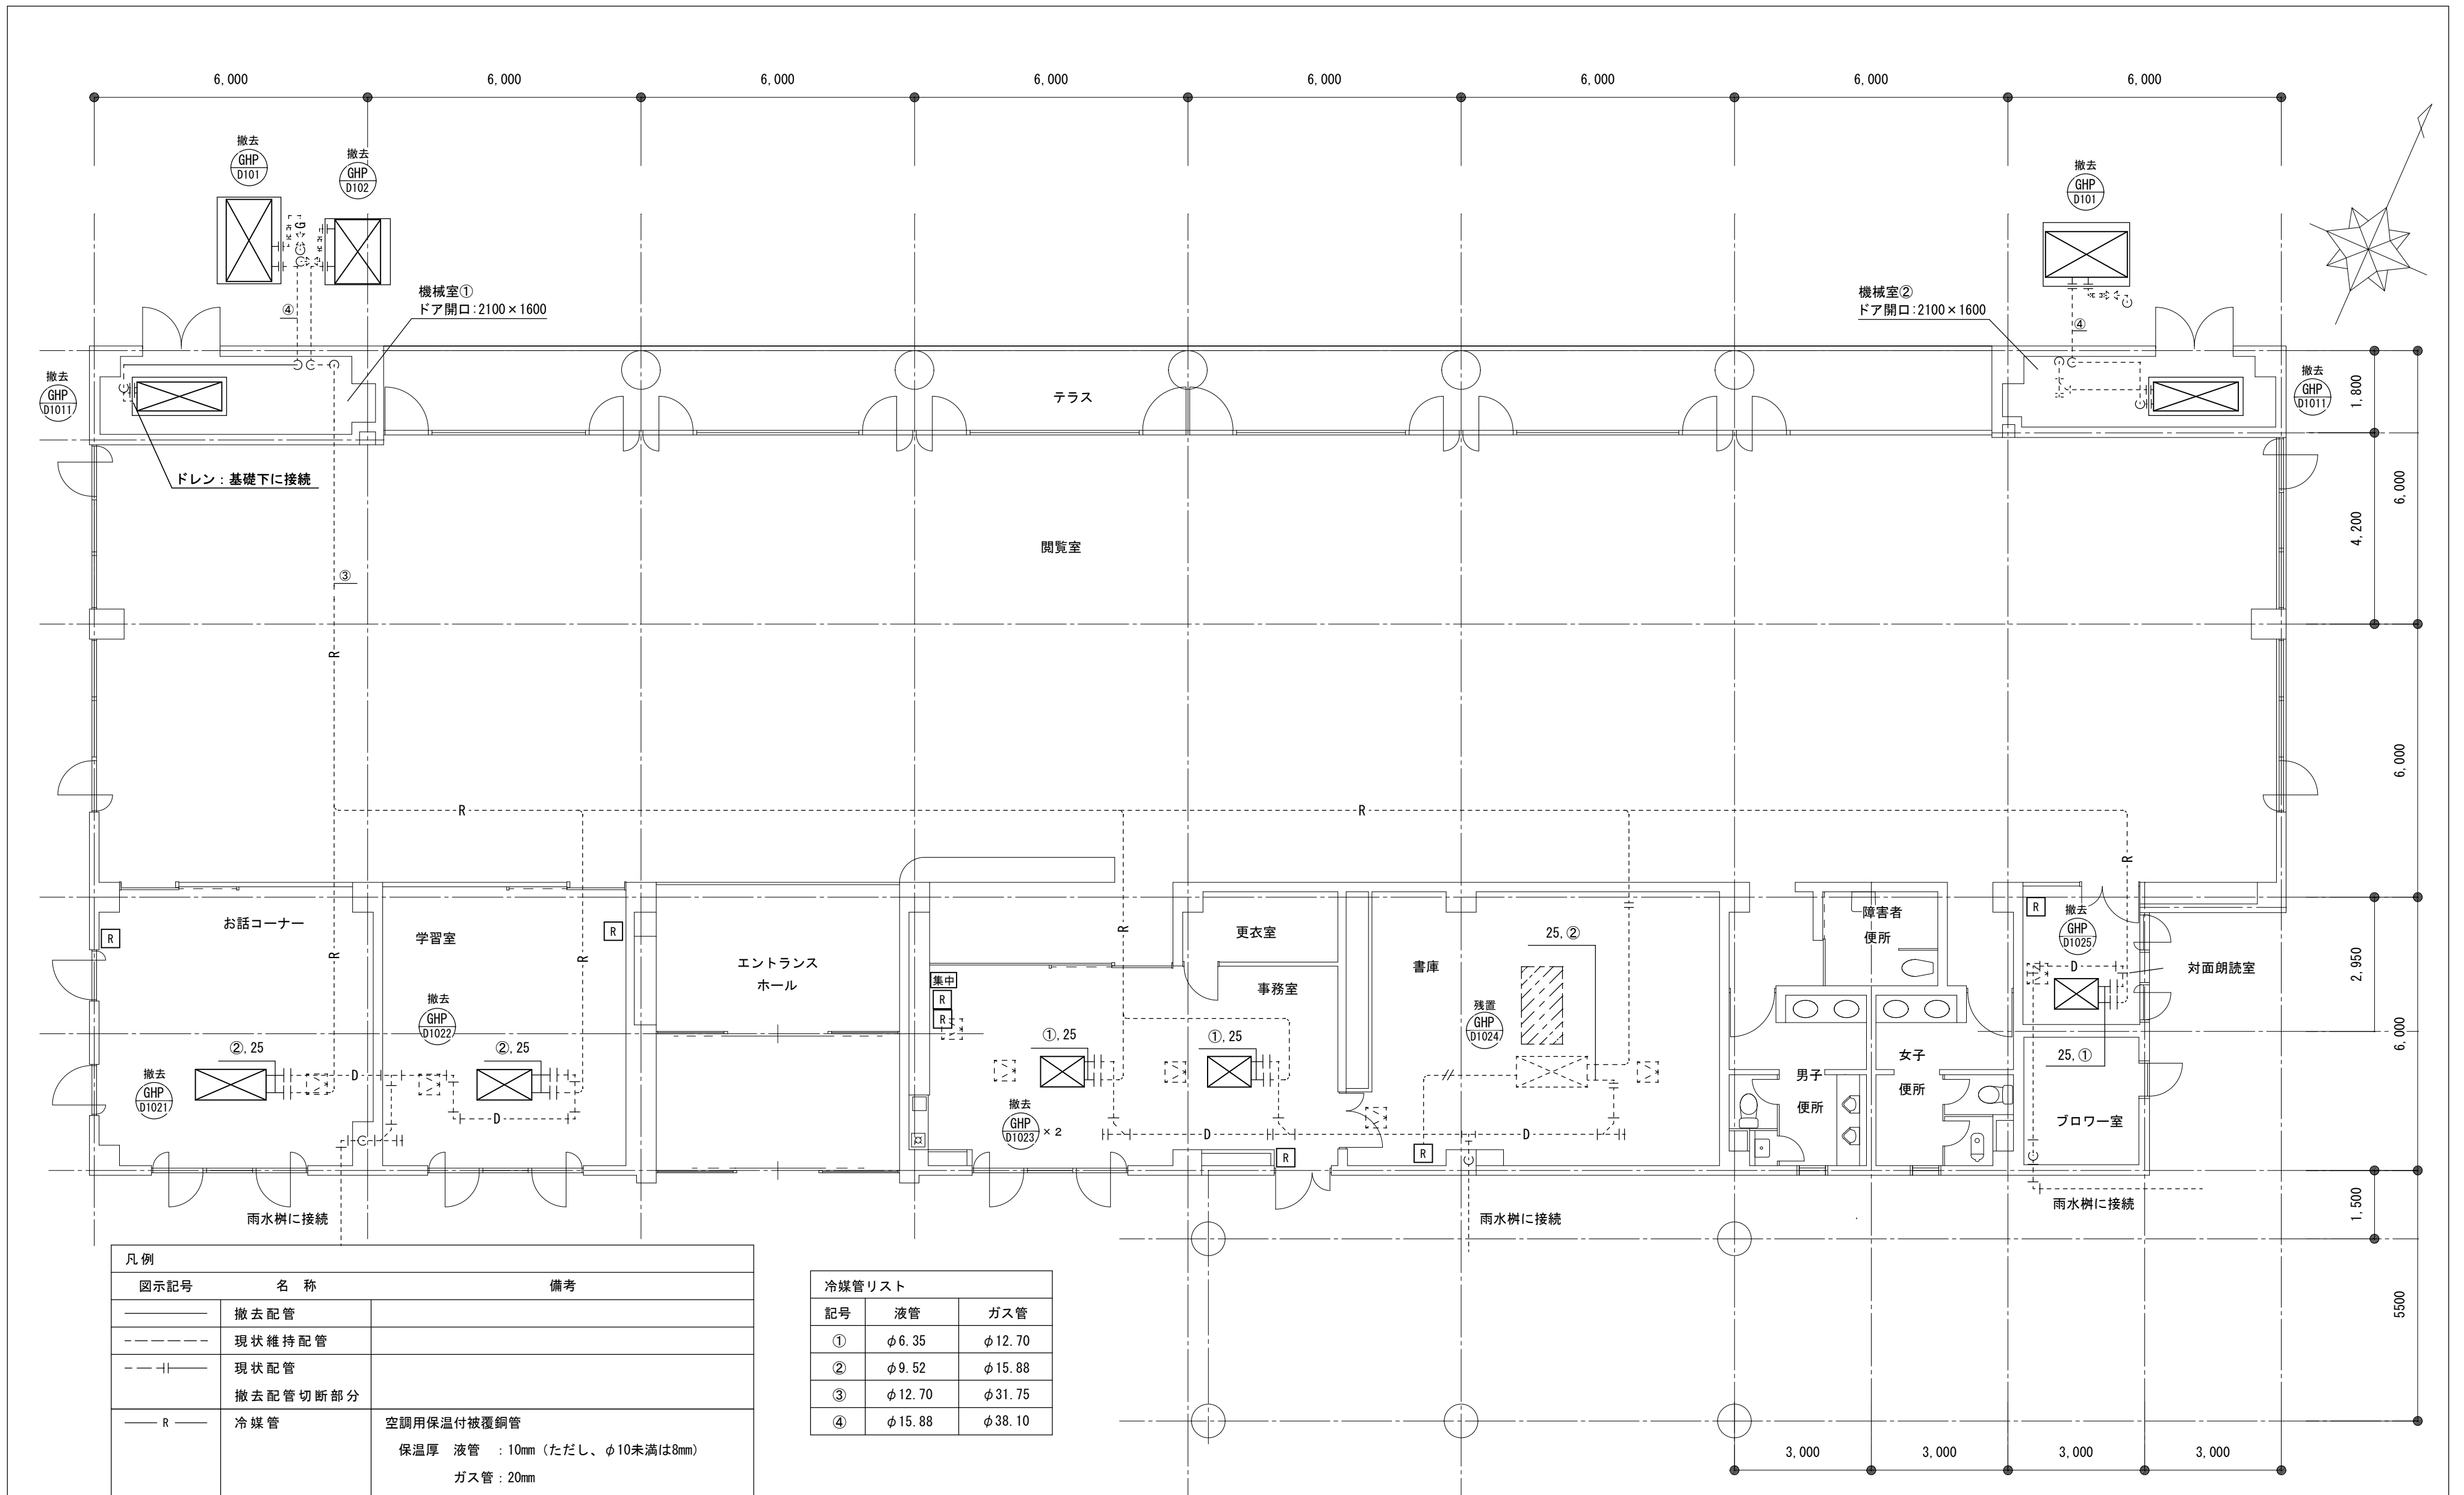 6,000 6,000 6,000 6,000 6,000 6,000 6,000 6,000
撤去
GHP
D101
撤去
GHP
D102
撤去
GHP
D101
G
④
機械室①
ドア開口:2100×1600
機械室②
ドア開口:2100×1600
④
撤去
GHP
D1011
撤去
GHP
D1011
テラス
1,800
ドレン:基礎下に接続
6,000
4,200
閲覧室
③
R
6,000
R
R
R
お話コーナー
学習室
R
R
R
R
エントランス
ホール
R
更衣室
書庫
25,②
障害者
便所
R
撤去
GHP
D1025
D
対面朗読室
2,950
集中
R
R
事務室
残置
GHP
D1024
撤去
GHP
D1022
②,25
②,25
①,25
①,25
女子
便所
25,①
6,000
撤去
GHP
D1021
D
D
撤去
GHP
D1023
×2
D
D
R
R
男子
便所
ブロワー室
雨水桝に接続
雨水桝に接続
雨水桝に接続
1,500
5500
3,000 3,000 3,000 3,000
凡例
図示記号 名 称 備考
撤去配管
現状維持配管
現状配管
撤去配管切断部分
R 冷媒管 空調用保温付被覆銅管
保温厚 液管 :10mm(ただし、φ10未満は8mm)
ガス管:20mm
冷媒管リスト
記号 液管 ガス管
① φ6.35 φ12.70
② φ9.52 φ15.88
③ φ12.70 φ31.75
④ φ15.88 φ38.10